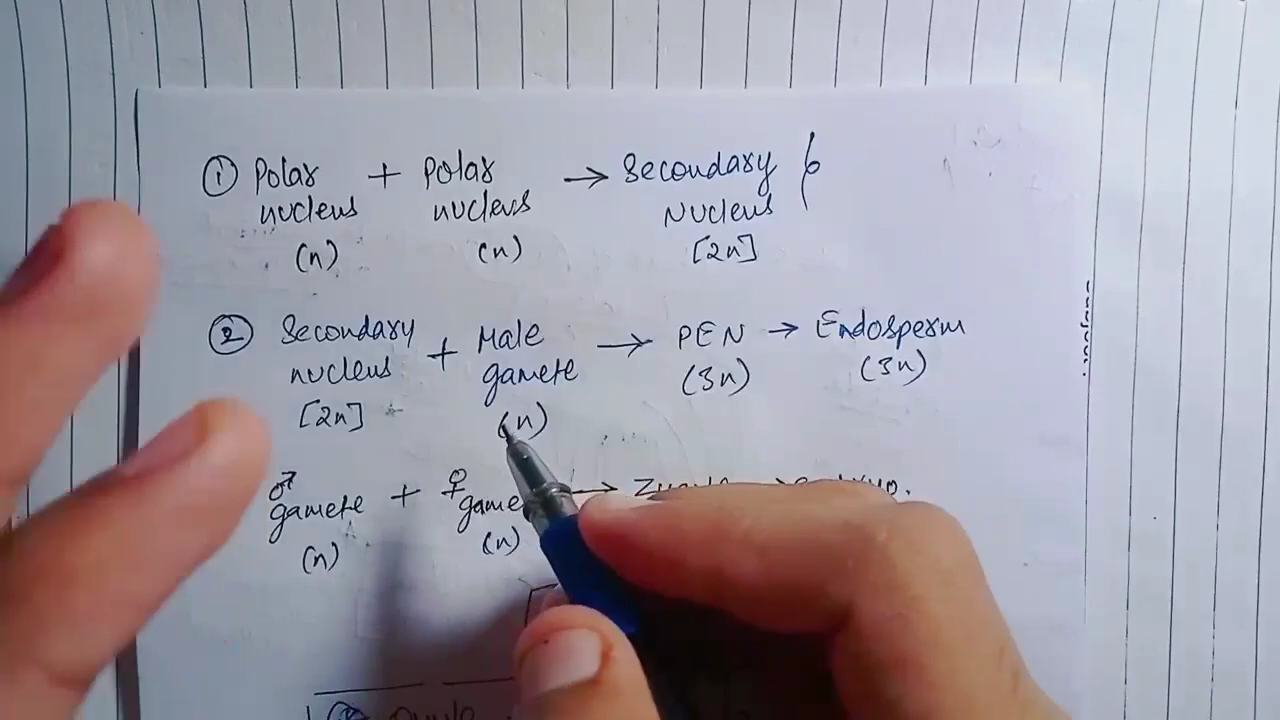 ① Polar + Polar → Secondary
nucleus nucleus Nucleus
(n) (n) [2n]
② Secondary + Male → PEN → Endosperm
nucleus gamete (3n) (3n)
[2n] (n)
♂ + ♀ →
gamete
(n) (n)